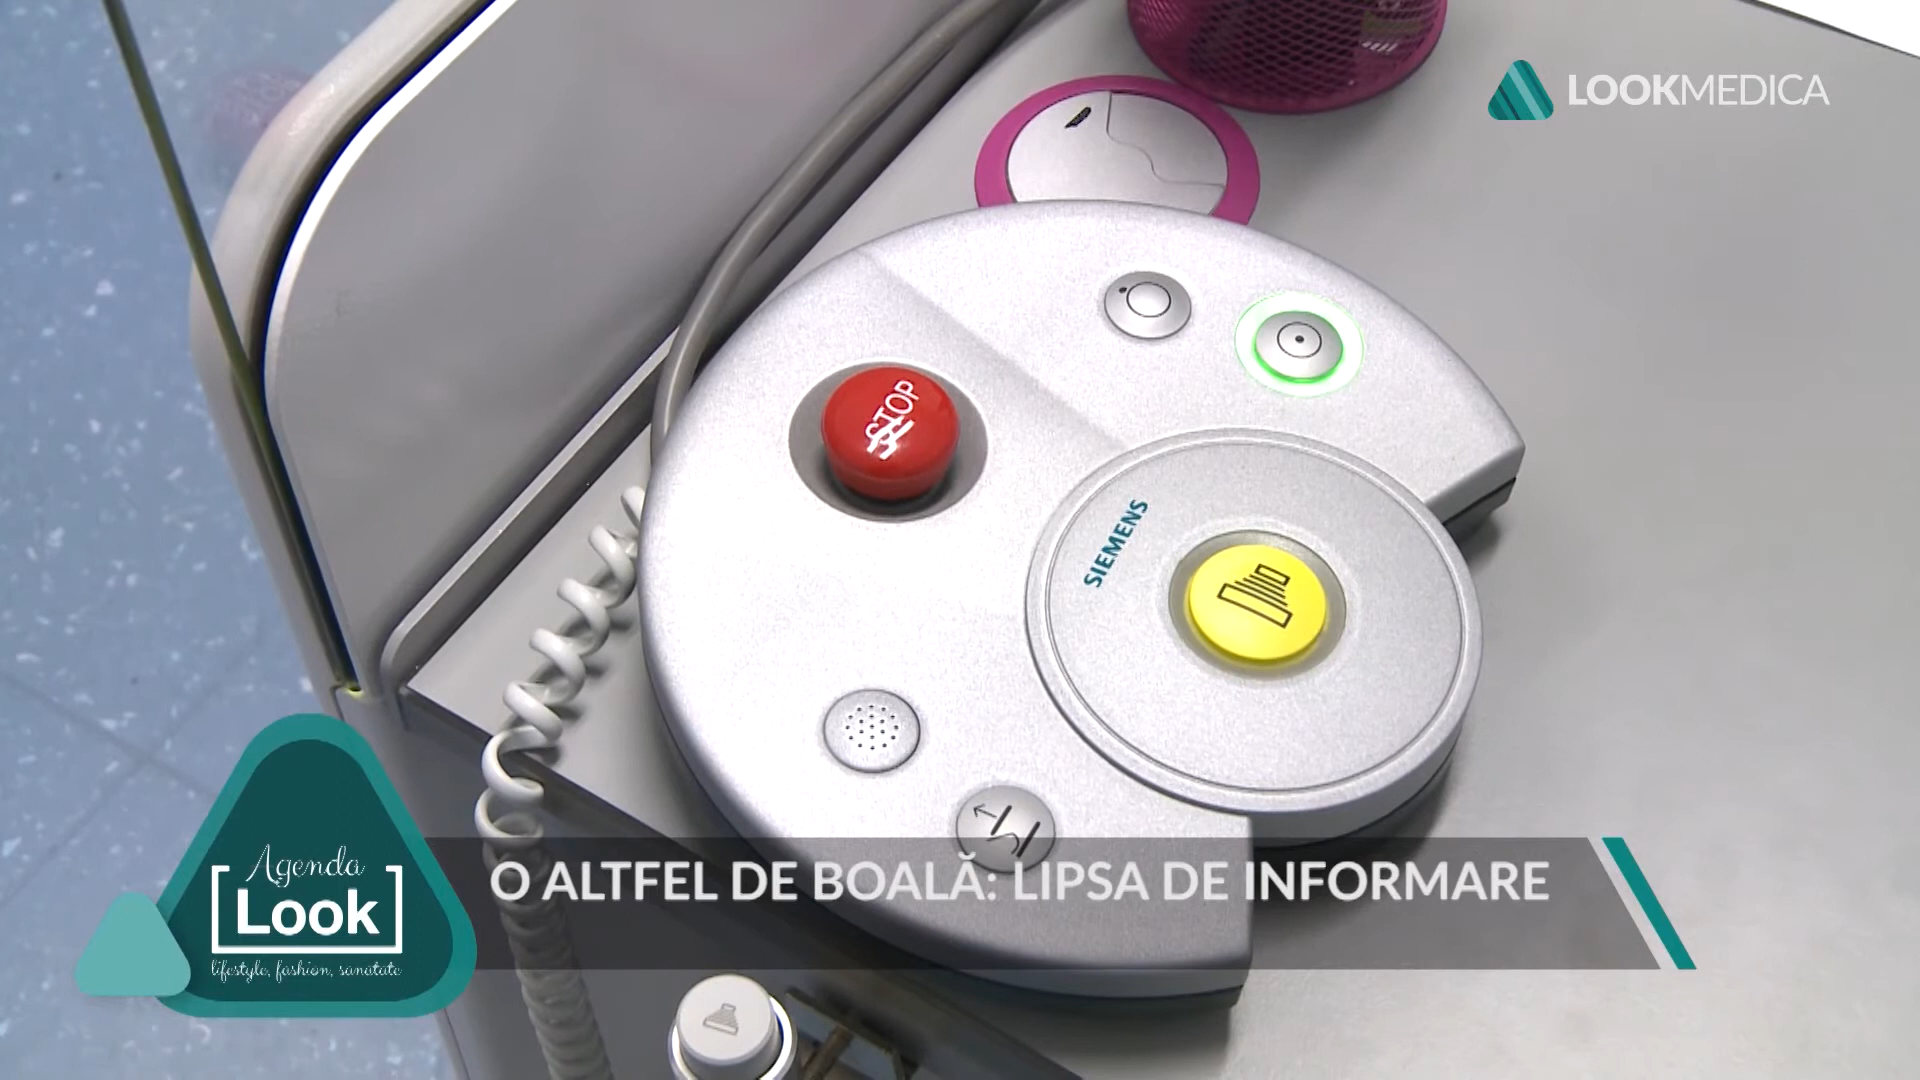 LOOKMEDICA
STOP
SIEMENS
O ALTFEL DE BOALĂ: LIPSA DE INFORMARE
Agenda
Look
lifestyle, fashion, sanatate